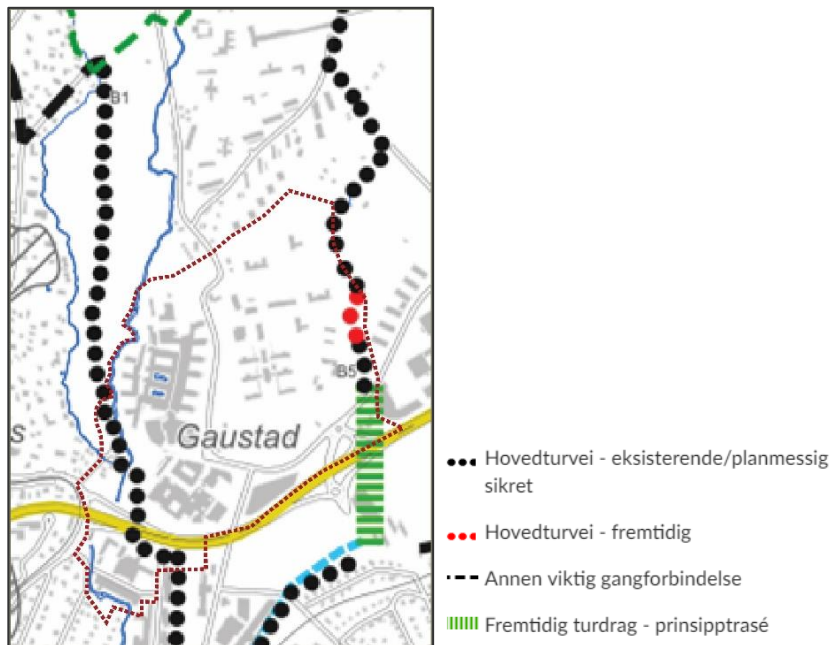 B1
B5
s
Gaustad
Hovedturvei - eksisterende/planmessig
sikret
Hovedturvei - fremtidig
Annen viktig gangforbindelse
Fremtidig turdrag - prinsipptrasé